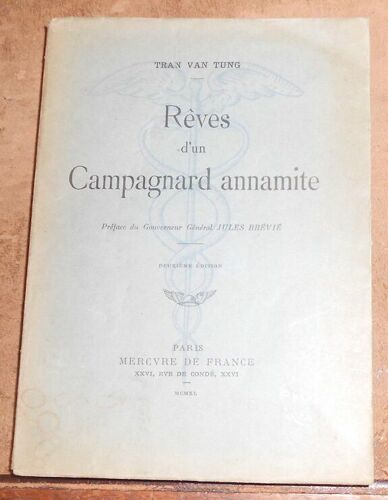 TRAN VAN TUNG
Rêves
d'un
Campagnard annamite
Préface du Gouverneur Général JULES BRÉVIÉ
DEUXIÈME ÉDITION
PARIS
MERCVRE DE FRANCE
XXVI, RVE DE CONDÉ, XXVI
MCMXL